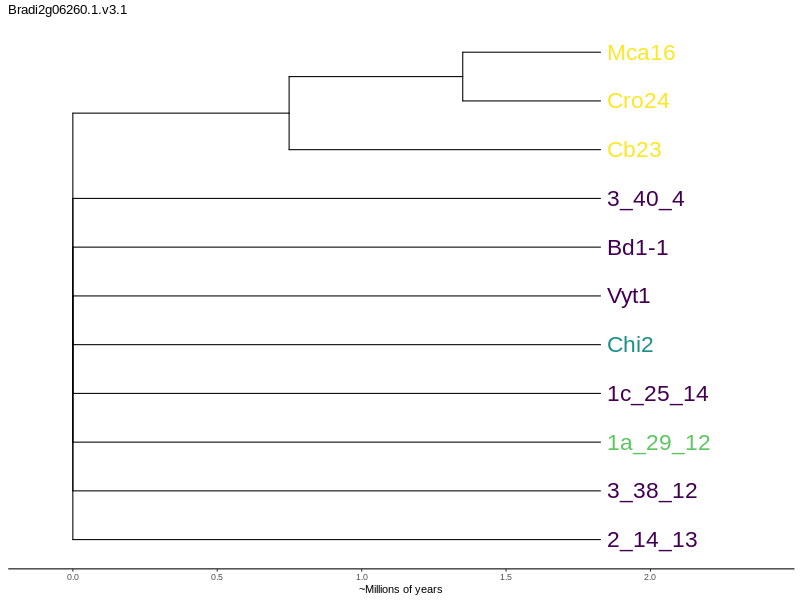 Bradi2g06260.1.v3.1
Mca16
Cro24
Cb23
3_40_4
Bd1-1
Vyt1
Chi2
1c_25_14
1a_29_12
3_38_12
2_14_13
0.0 0.5 1.0 1.5 2.0
~Millions of years